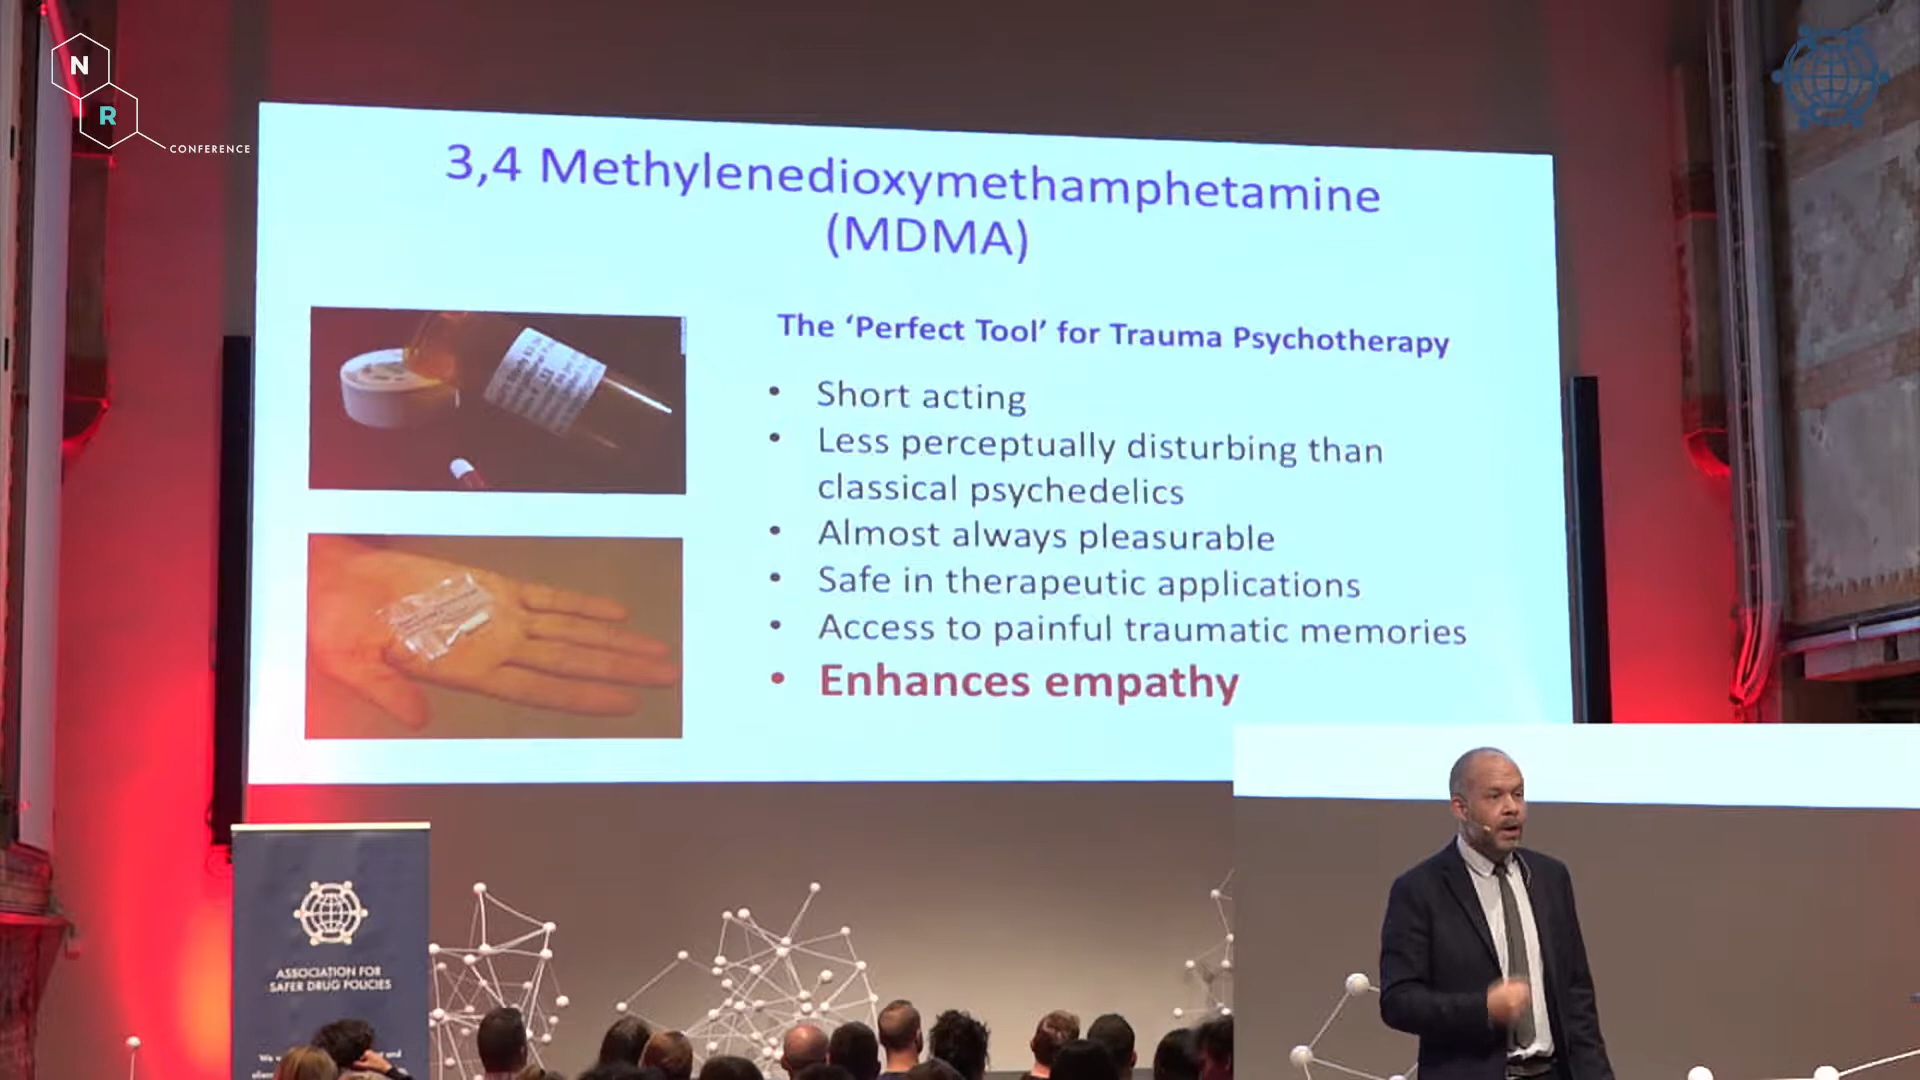 N
R
CONFERENCE
3,4 Methylenedioxymethamphetamine
(MDMA)
The ‘Perfect Tool’ for Trauma Psychotherapy
• Short acting
• Less perceptually disturbing than
classical psychedelics
• Almost always pleasurable
• Safe in therapeutic applications
• Access to painful traumatic memories
• Enhances empathy
ASSOCIATION FOR
SAFER DRUG POLICIES
We
and